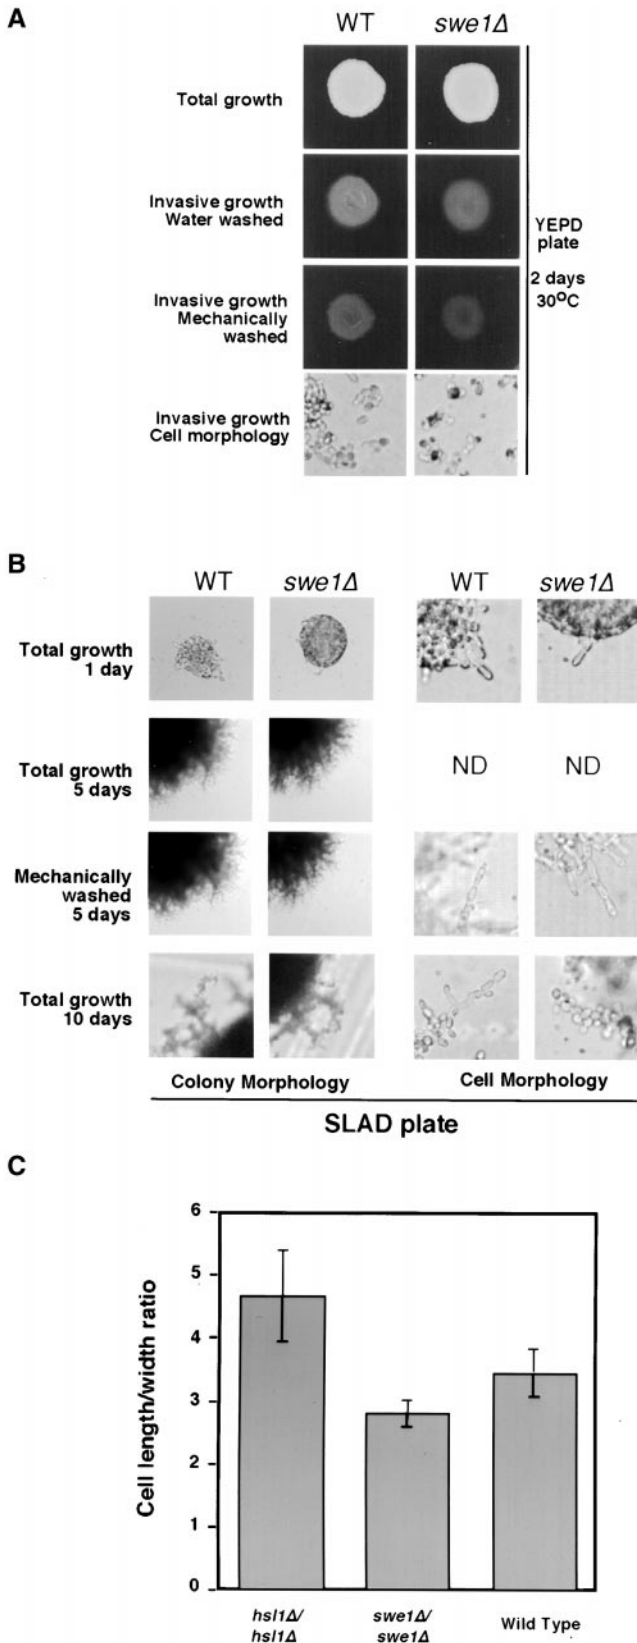 A
WT
swe1Δ
Total growth
Invasive growth
Water washed
Invasive growth
Mechanically
washed
Invasive growth
Cell morphology
YEPD
plate
2 days
30ºC
B
WT
swe1Δ
WT
swe1Δ
Total growth
1 day
Total growth
5 days
ND
ND
Mechanically
washed
5 days
Total growth
10 days
Colony Morphology
Cell Morphology
SLAD plate
C
Cell length/width ratio
6
5
4
3
2
1
0
hsl1Δ/
hsl1Δ
swe1Δ/
swe1Δ
Wild Type